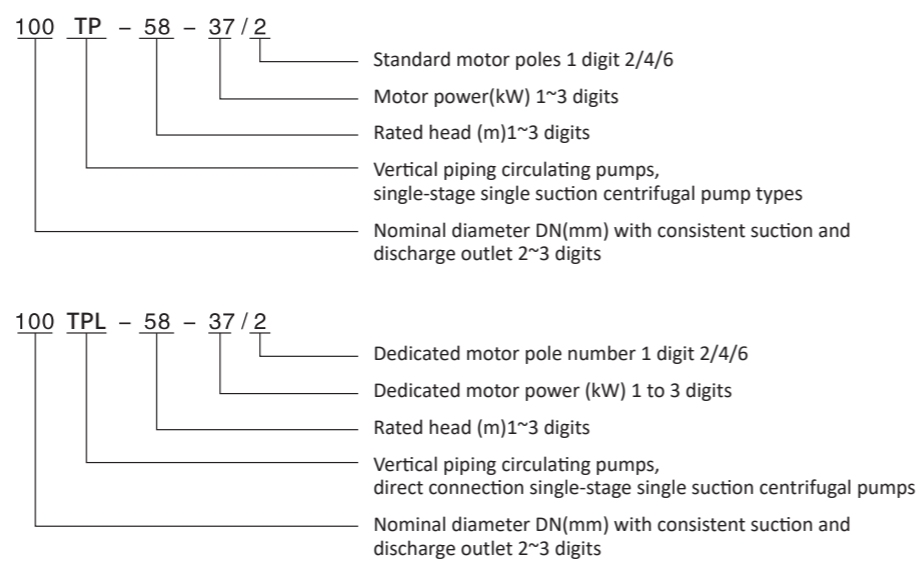 100 TP – 58 – 37 / 2
Standard motor poles 1 digit 2/4/6
Motor power(kW) 1~3 digits
Rated head (m)1~3 digits
Vertical piping circulating pumps,
single-stage single suction centrifugal pump types
Nominal diameter DN(mm) with consistent suction and
discharge outlet 2~3 digits
100 TPL – 58 – 37 / 2
Dedicated motor pole number 1 digit 2/4/6
Dedicated motor power (kW) 1 to 3 digits
Rated head (m)1~3 digits
Vertical piping circulating pumps,
direct connection single-stage single suction centrifugal pumps
Nominal diameter DN(mm) with consistent suction and
discharge outlet 2~3 digits